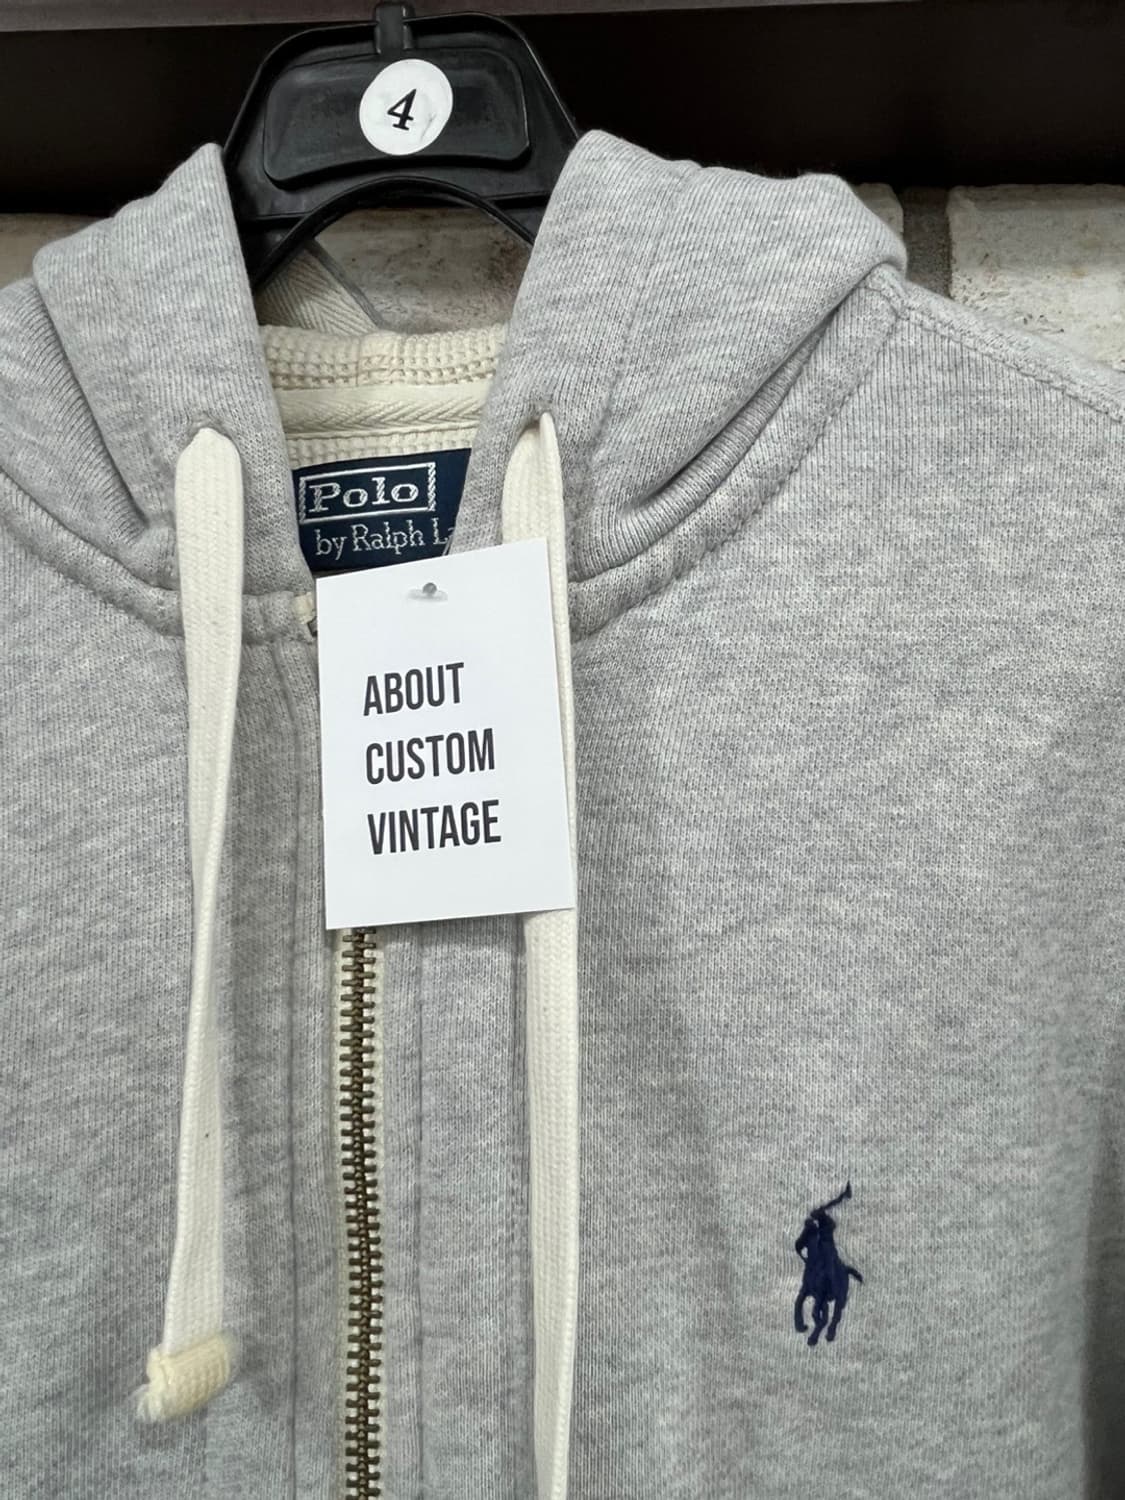 4
Polo
by Ralph
ABOUT
CUSTOM
VINTAGE